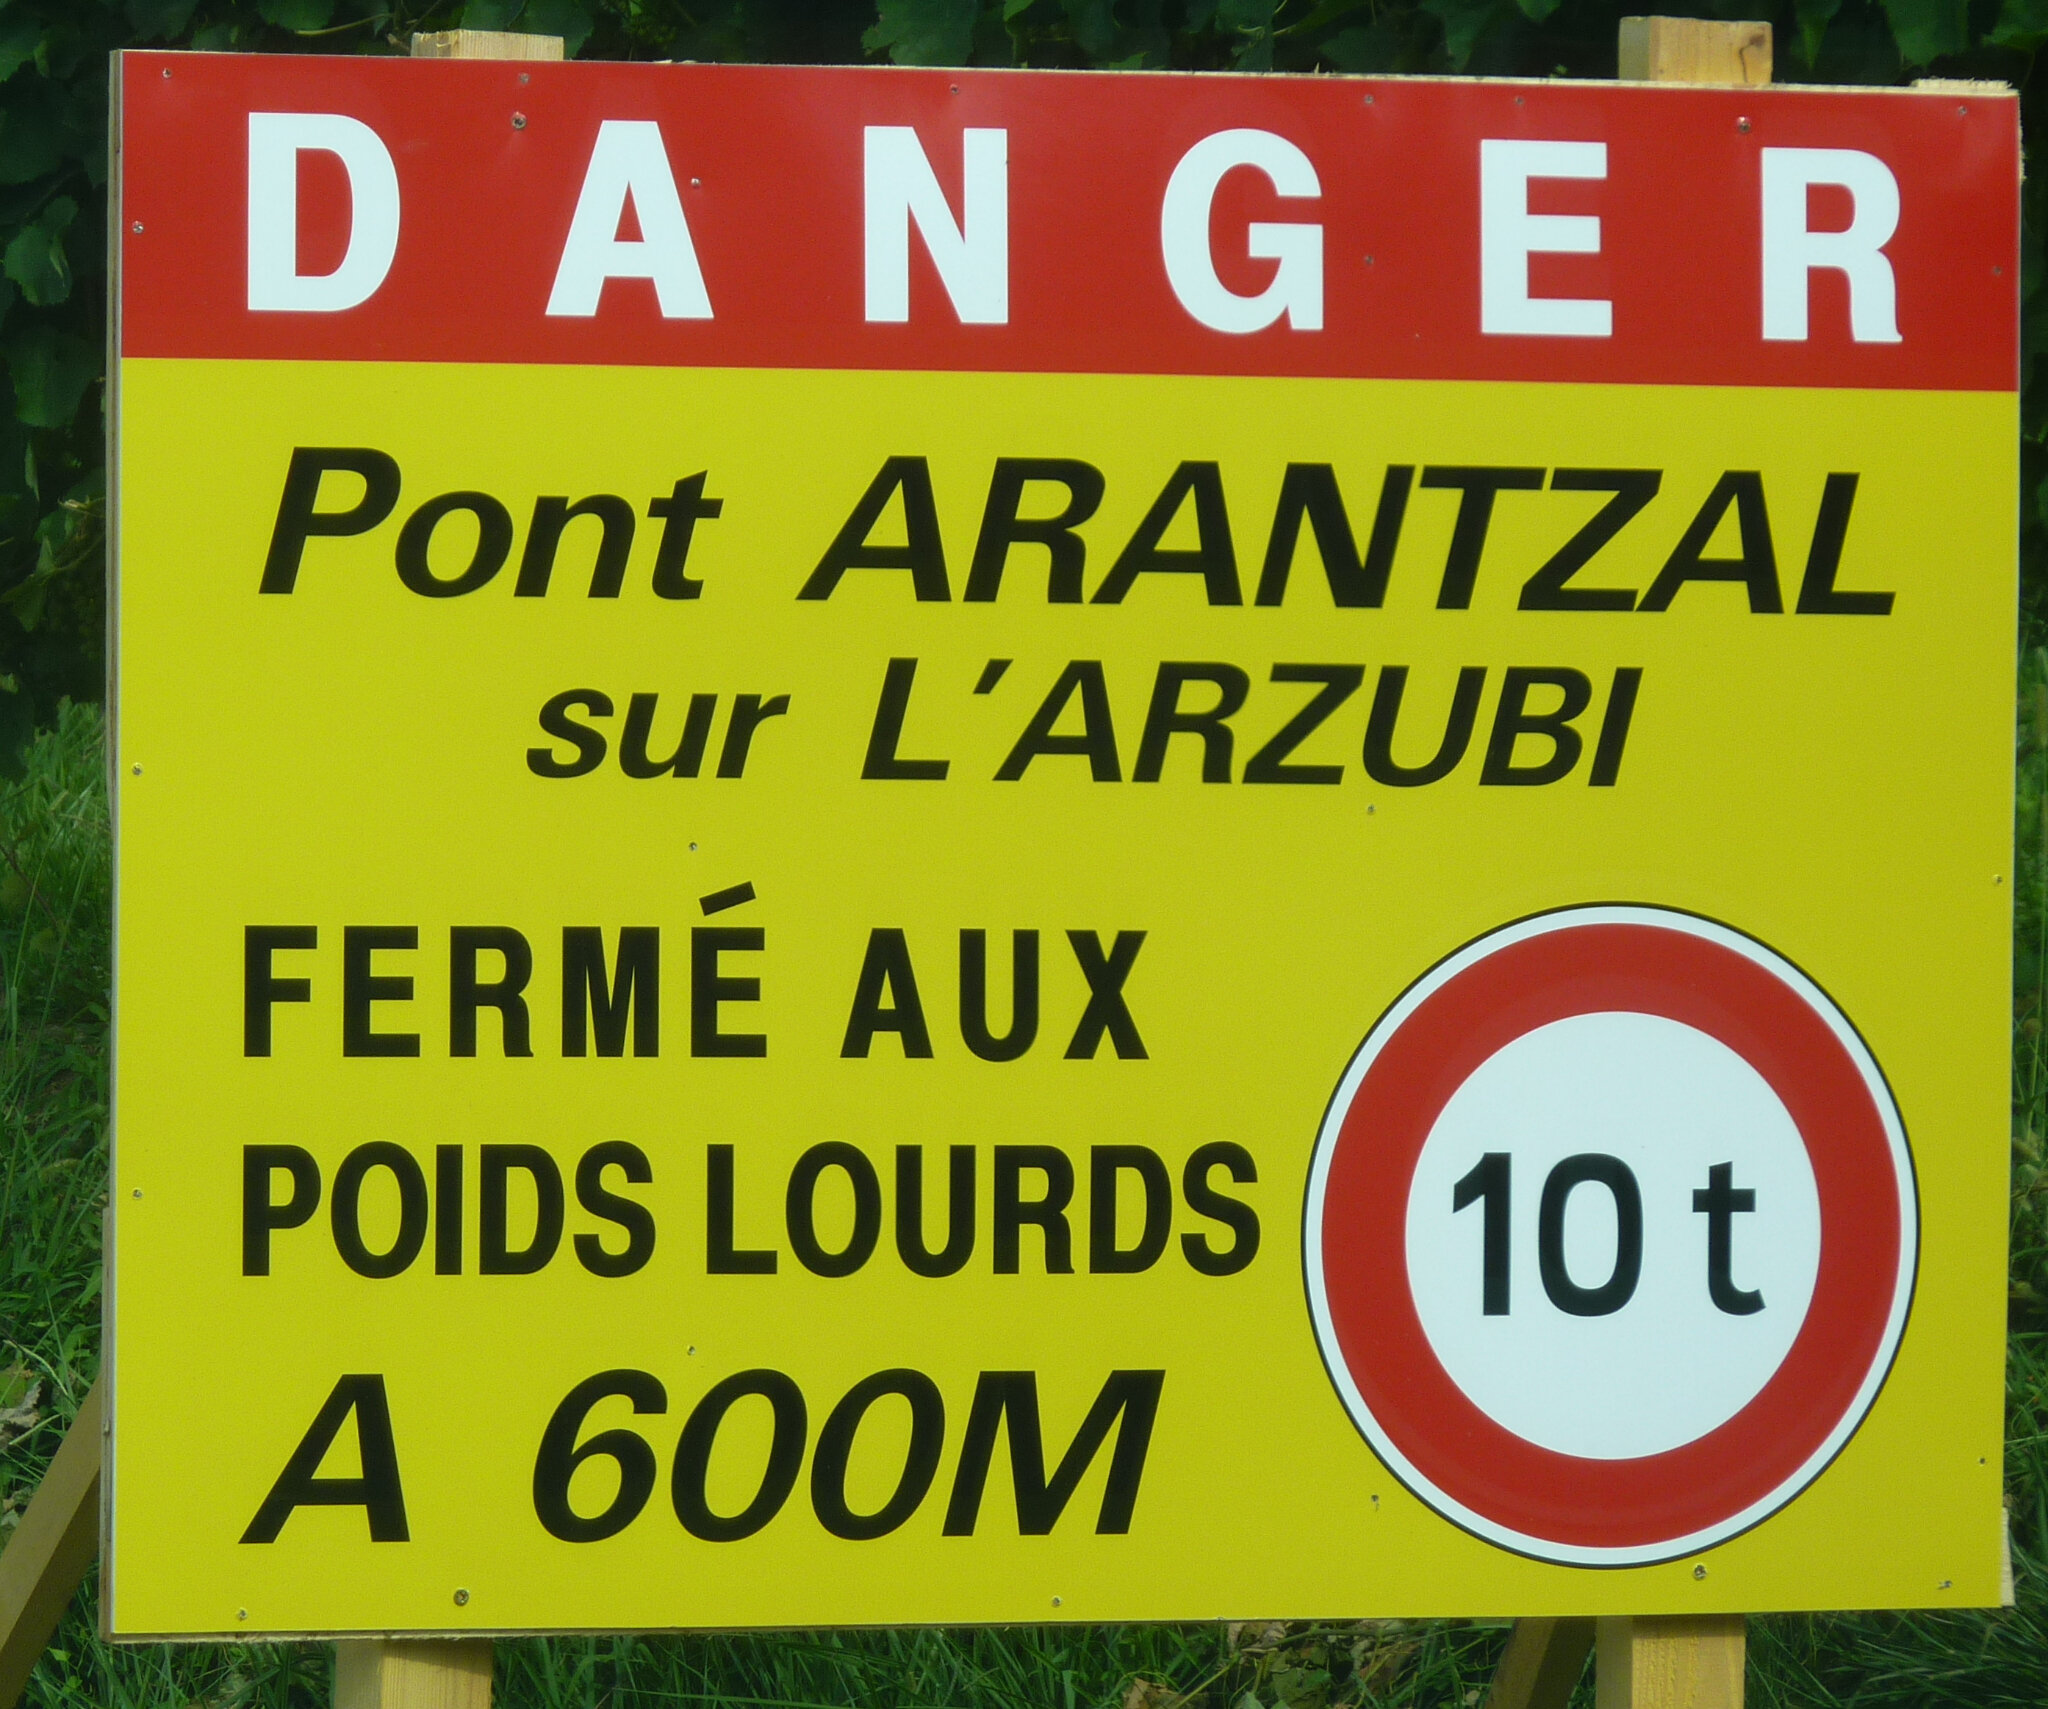 DANGER
Pont ARANTZAL
sur L'ARZUBI
FERMÉ AUX
POIDS LOURDS
10 t
A 600M